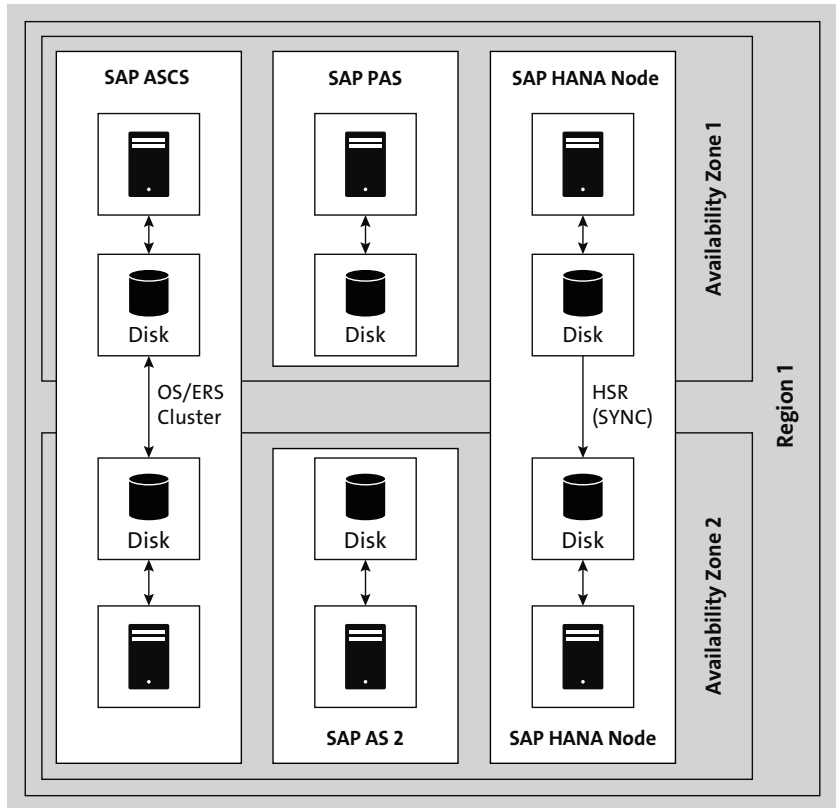 SAP ASCS
SAP PAS
SAP HANA Node
Disk
Disk
Disk
Availability Zone 1
OS/ERS
Cluster
HSR
(SYNC)
Region 1
Disk
Disk
Disk
Availability Zone 2
SAP AS 2
SAP HANA Node